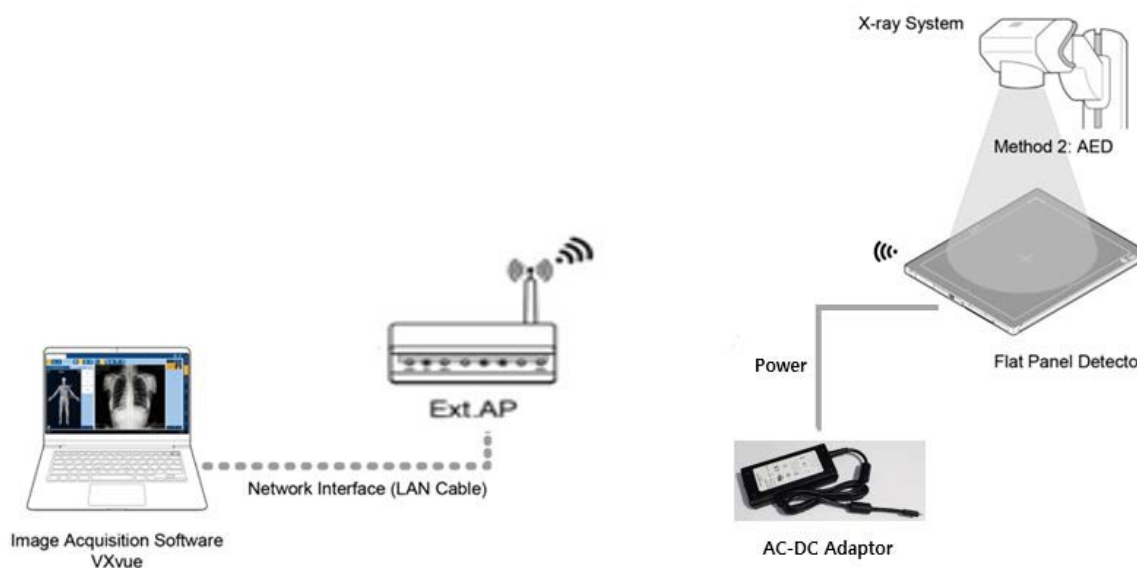 X-ray System
Method 2: AED
Ext.AP
Power
Flat Panel Detecto
Network Interface (LAN Cable)
Image Acquisition Software
VXvue
AC-DC Adaptor